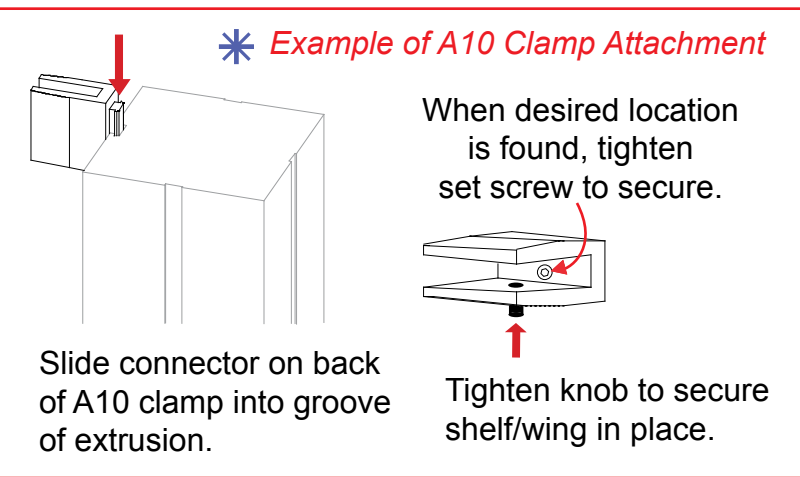 Example of A10 Clamp Attachment
When desired location
is found, tighten
set screw to secure.
Slide connector on back
of A10 clamp into groove
of extrusion.
Tighten knob to secure
shelf/wing in place.